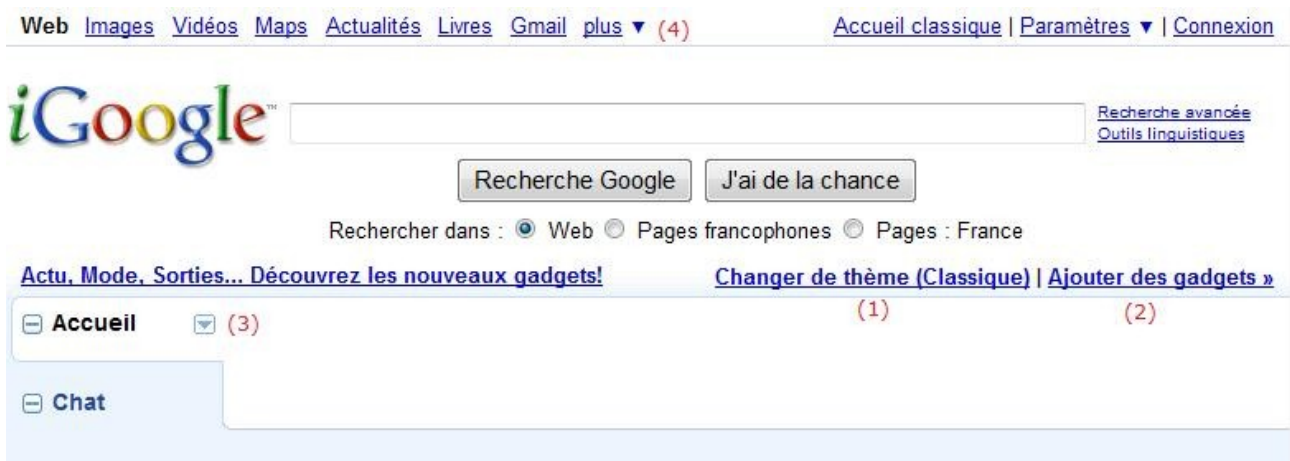 Web Images Vidéos Maps Actualités Livres Gmail plus ▼ (4) Accueil classique | Paramètres ▼ | Connexion
iGoogle™
Recherche avancée
Outils linguistiques
Recherche Google J'ai de la chance
Rechercher dans : Web Pages francophones Pages : France
Actu, Mode, Sorties... Découvrez les nouveaux gadgets! Changer de thème (Classique) | Ajouter des gadgets »
(1) (2)
Accueil (3)
Chat